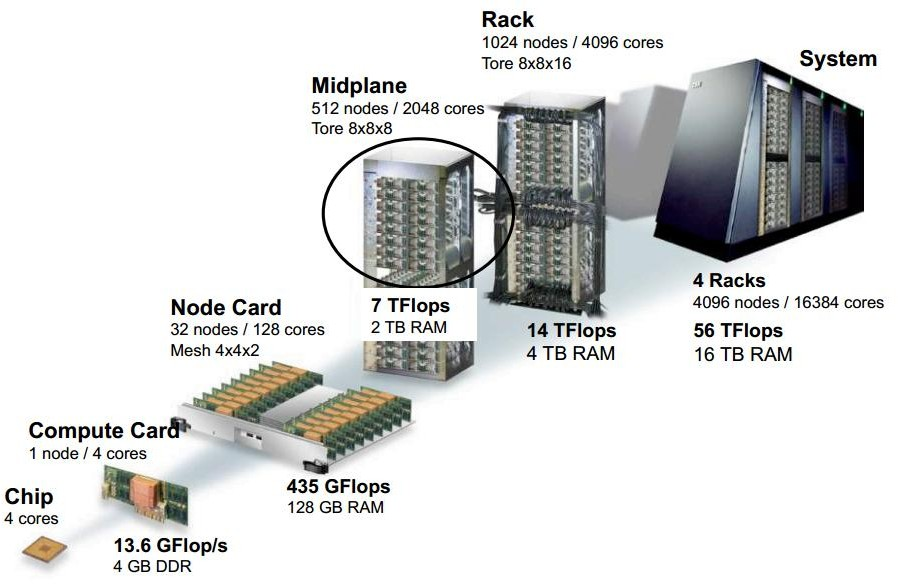 Rack
1024 nodes / 4096 cores
Tore 8x8x16
System
Midplane
512 nodes / 2048 cores
Tore 8x8x8
4 Racks
4096 nodes / 16384 cores
56 TFlops
16 TB RAM
14 TFlops
4 TB RAM
7 TFlops
2 TB RAM
Node Card
32 nodes / 128 cores
Mesh 4x4x2
435 GFlops
128 GB RAM
Compute Card
1 node / 4 cores
13.6 GFlop/s
4 GB DDR
Chip
4 cores